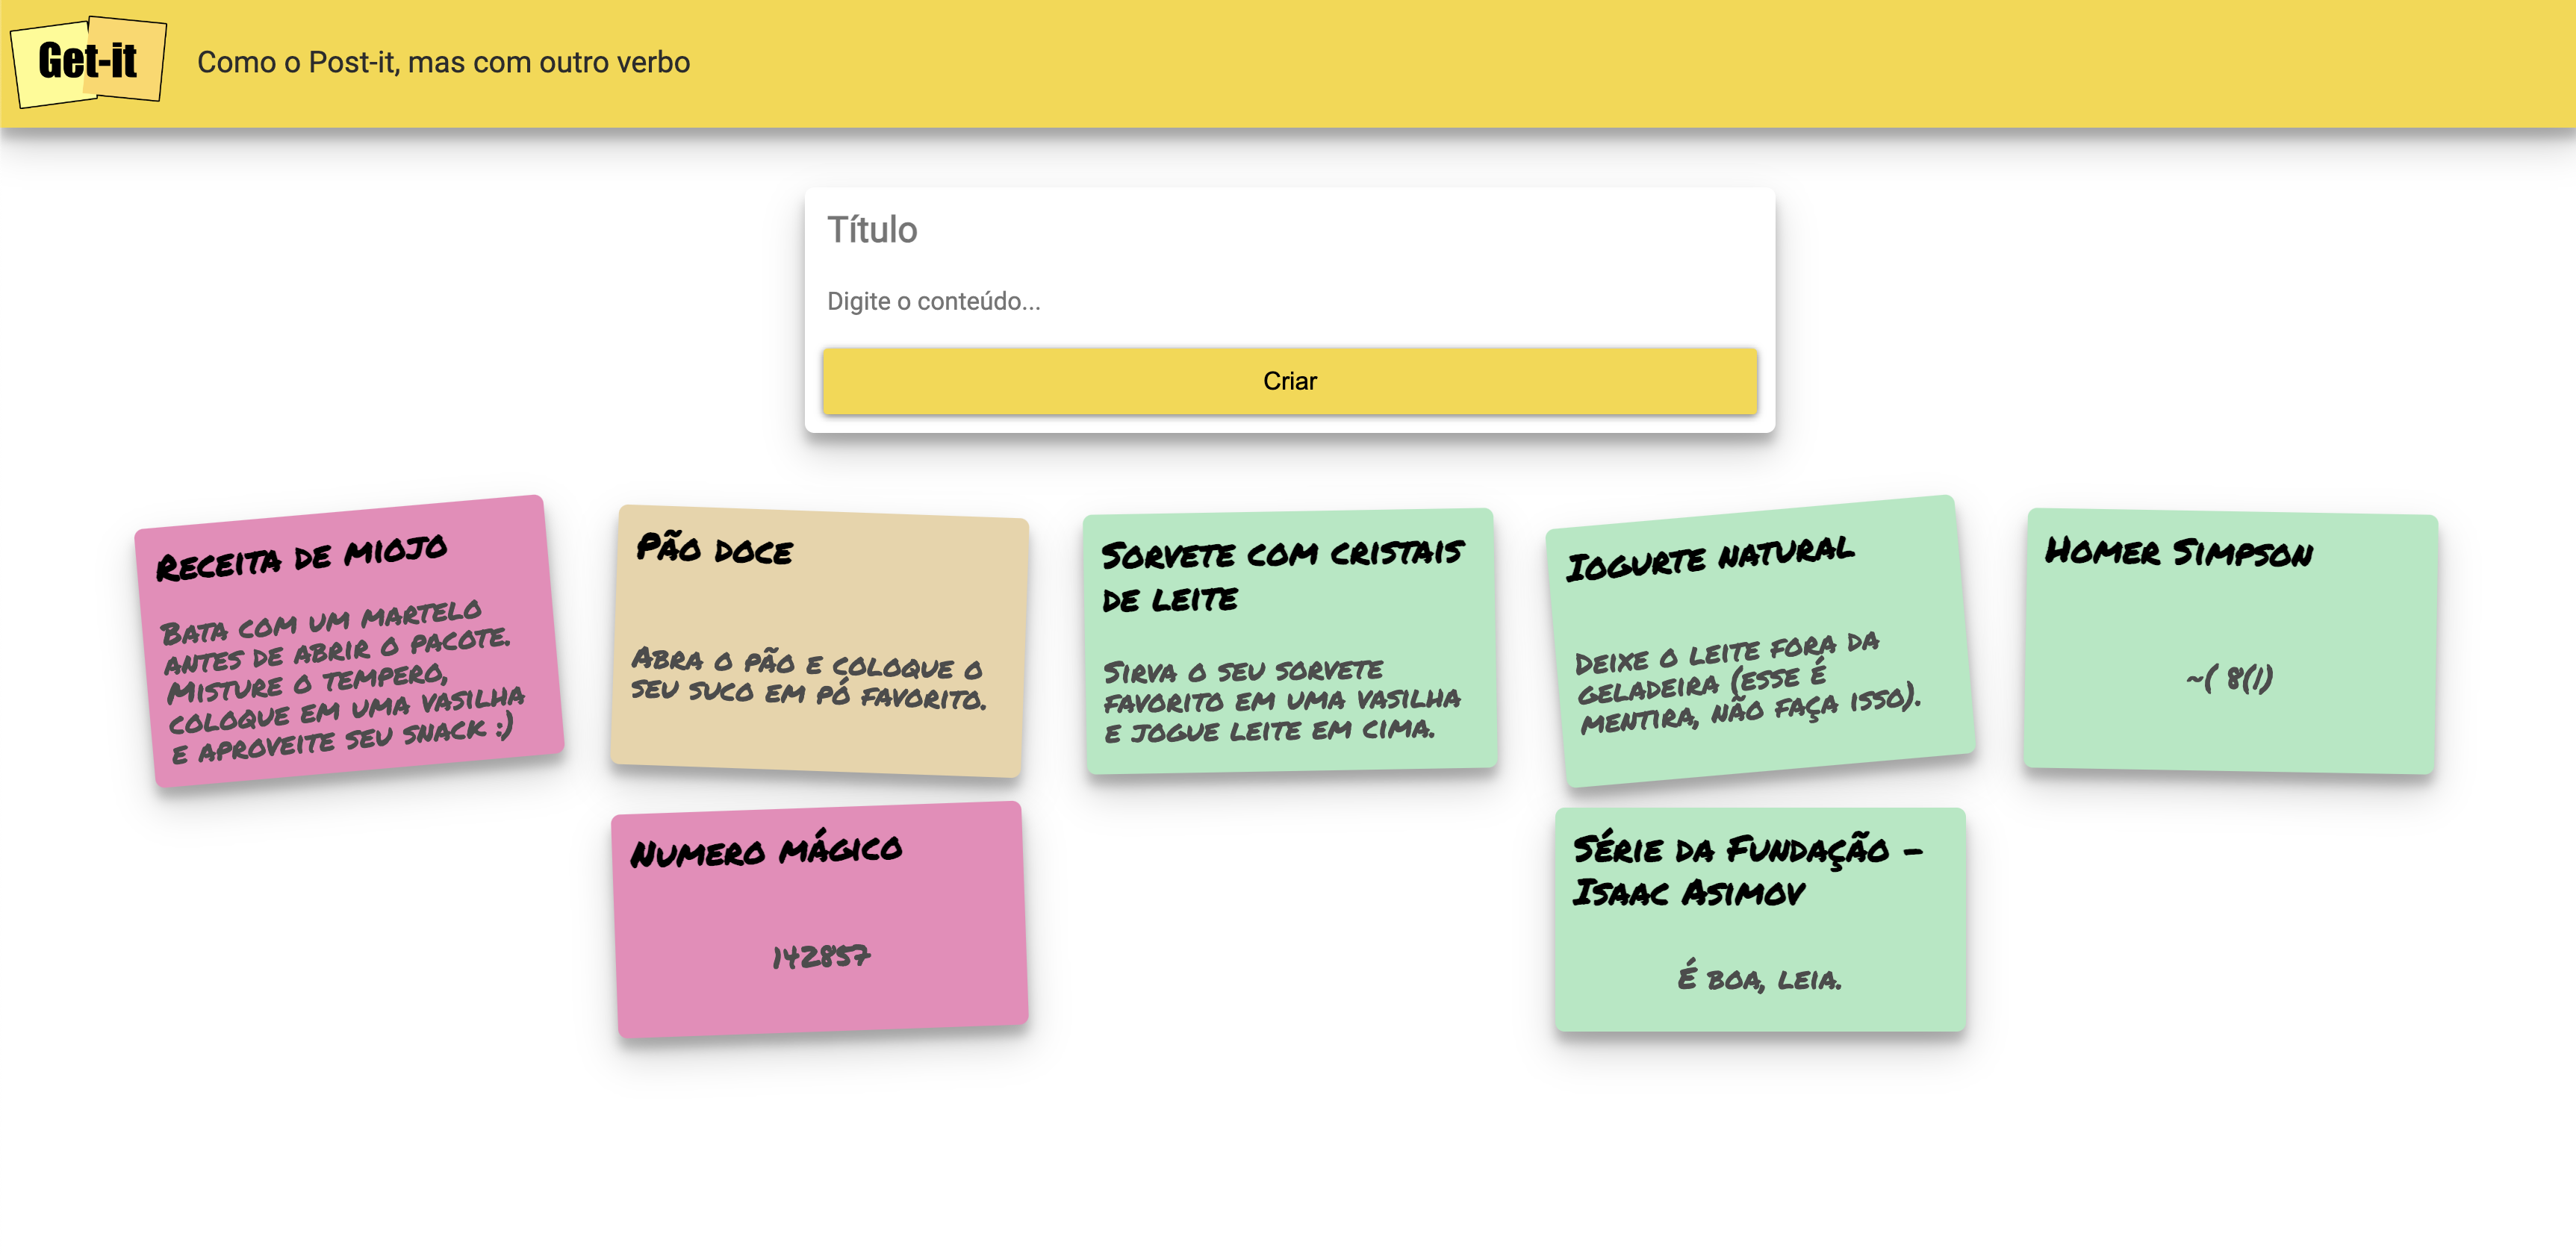 Get-it
Como o Post-it, mas com outro verbo
Título
Digite o conteúdo...
Criar
Receita de miojo
Bata com um martelo
antes de abrir o pacote.
Misture o tempero,
coloque em uma vasilha
e aproveite seu snack :)
Pão doce
Abra o pão e coloque o
seu suco em pó favorito.
Sorvete com cristais
de leite
Sirva o seu sorvete
favorito em uma vasilha
e jogue leite em cima.
Iogurte natural
Deixe o leite fora da
geladeira (esse é
mentira, não faça isso).
Homer Simpson
~( 8(|)
Numero mágico
142857
Série da Fundação -
Isaac Asimov
É boa, leia.